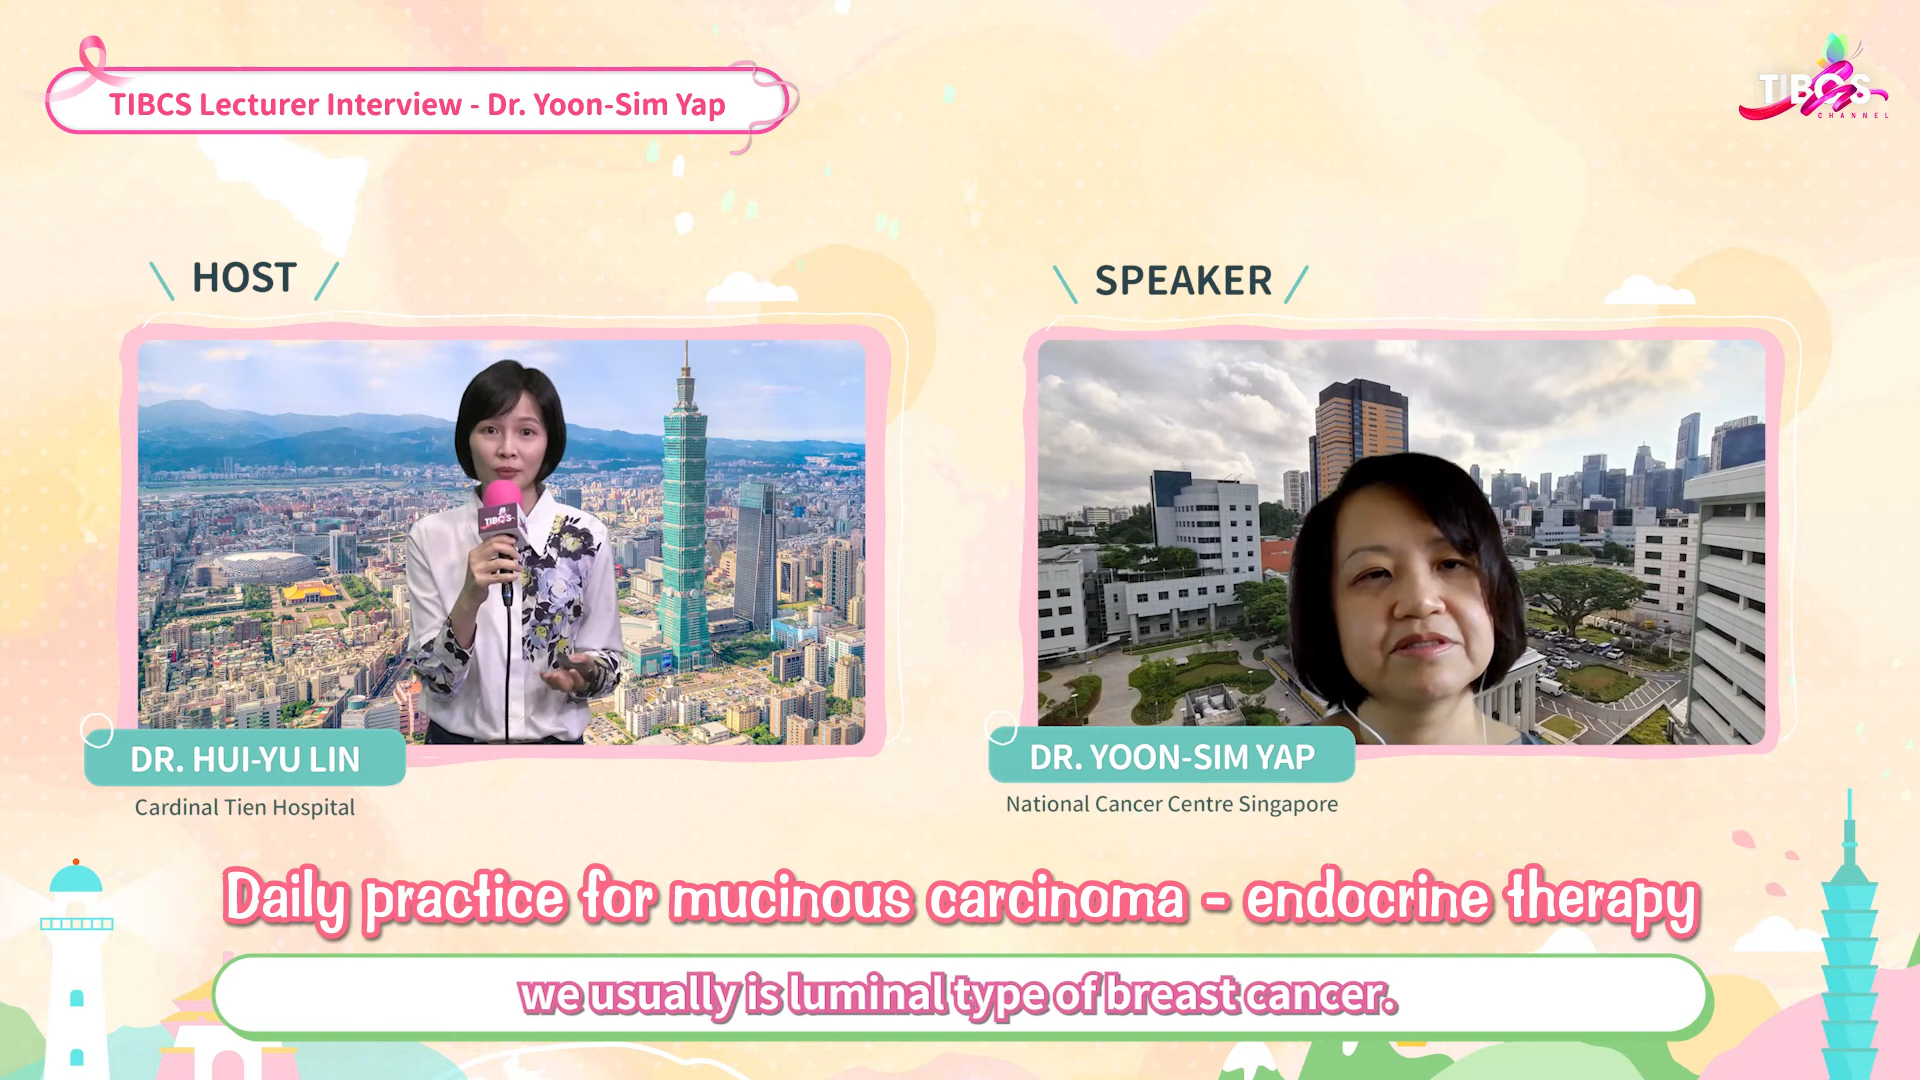 TIBCS Lecturer Interview - Dr. Yoon-Sim Yap
TIBCS
CHANNEL
HOST
SPEAKER
TIBCS
DR. HUI-YU LIN
Cardinal Tien Hospital
DR. YOON-SIM YAP
National Cancer Centre Singapore
Daily practice for mucinous carcinoma - endocrine therapy
we usually is luminal type of breast cancer.